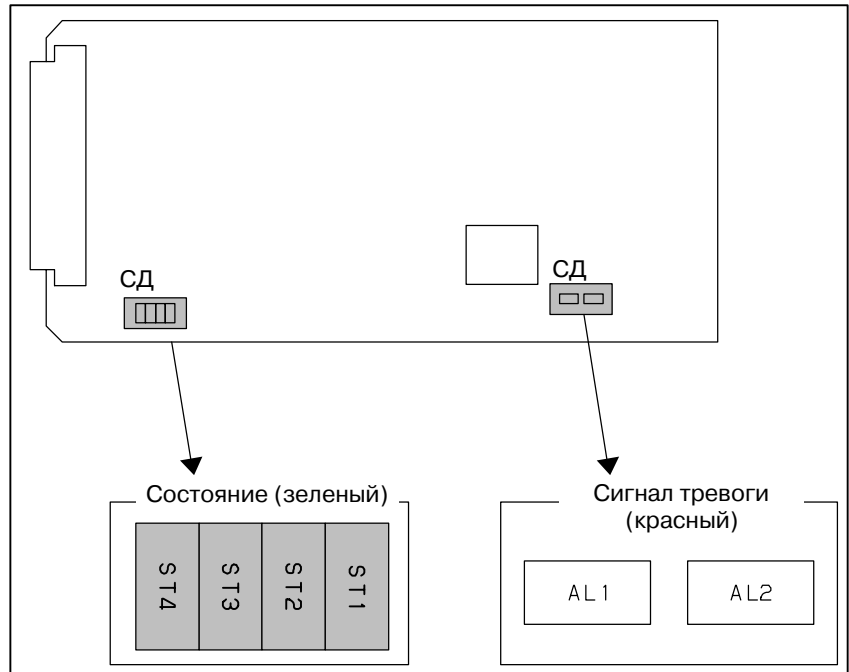 СД
СД
Состояние (зеленый)
ST4
ST3
ST2
ST1
Сигнал тревоги
(красный)
AL1
AL2